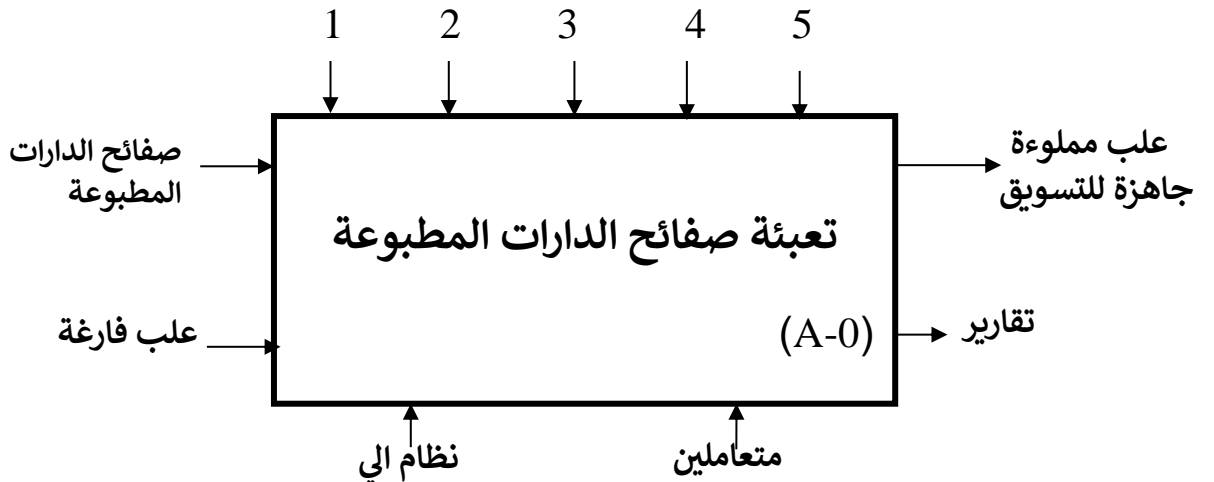 1 2 3 4 5
صفائح الدارات
المطبوعة
علب مملوءة
جاهزة للتسويق
تعبئة صفائح الدارات المطبوعة
علب فارغة
(A-0)
تقارير
نظام الي
متعاملين